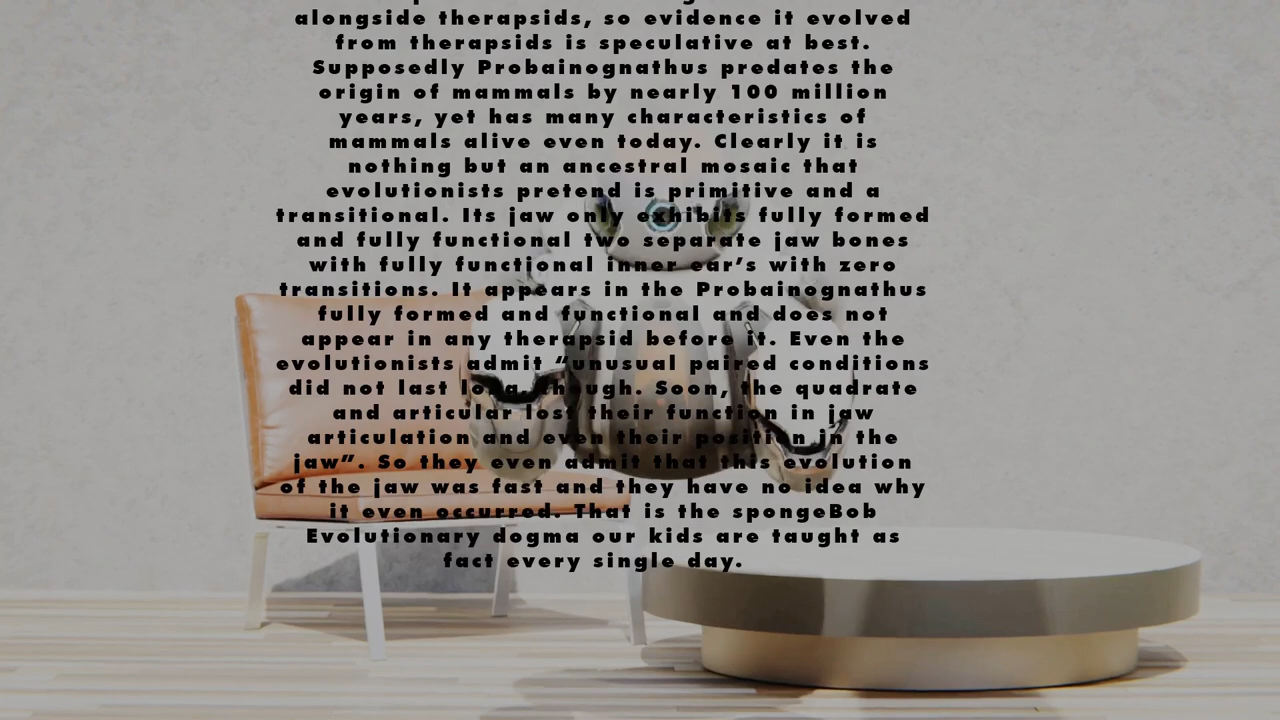 alongside therapsids, so evidence it evolved
from therapsids is speculative at best.
Supposedly Probainognathus predates the
origin of mammals by nearly 100 million
years, yet has many characteristics of
mammals alive even today. Clearly it is
nothing but an ancestral mosaic that
evolutionists pretend is primitive and a
transitional. Its jaw only exhibits fully formed
and fully functional two separate jaw bones
with fully functional inner ear’s with zero
transitions. It appears in the Probainognathus
fully formed and functional and does not
appear in any therapsid before it. Even the
evolutionists admit “unusual paired conditions
did not last long, though. Soon, the quadrate
and articular lost their function in jaw
articulation and even their position in the
jaw”. So they even admit that this evolution
of the jaw was fast and they have no idea why
it even occurred. That is the spongeBob
Evolutionary dogma our kids are taught as
fact every single day.